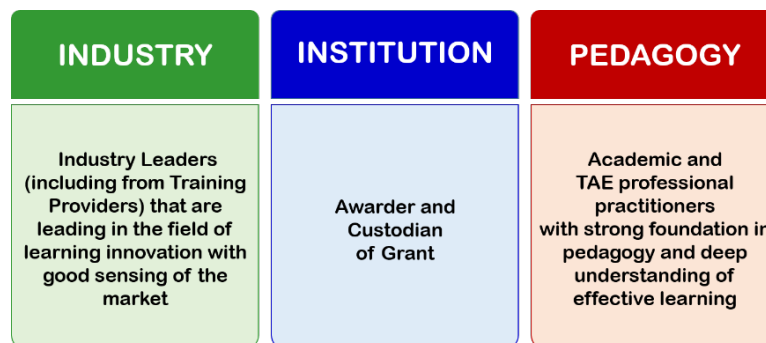 INDUSTRY
Industry Leaders
(including from Training
Providers) that are
leading in the field of
learning innovation with
good sensing of the
market
INSTITUTION
Awarder and
Custodian
of Grant
PEDAGOGY
Academic and
TAE professional
practitioners
with strong foundation in
pedagogy and deep
understanding of
effective learning